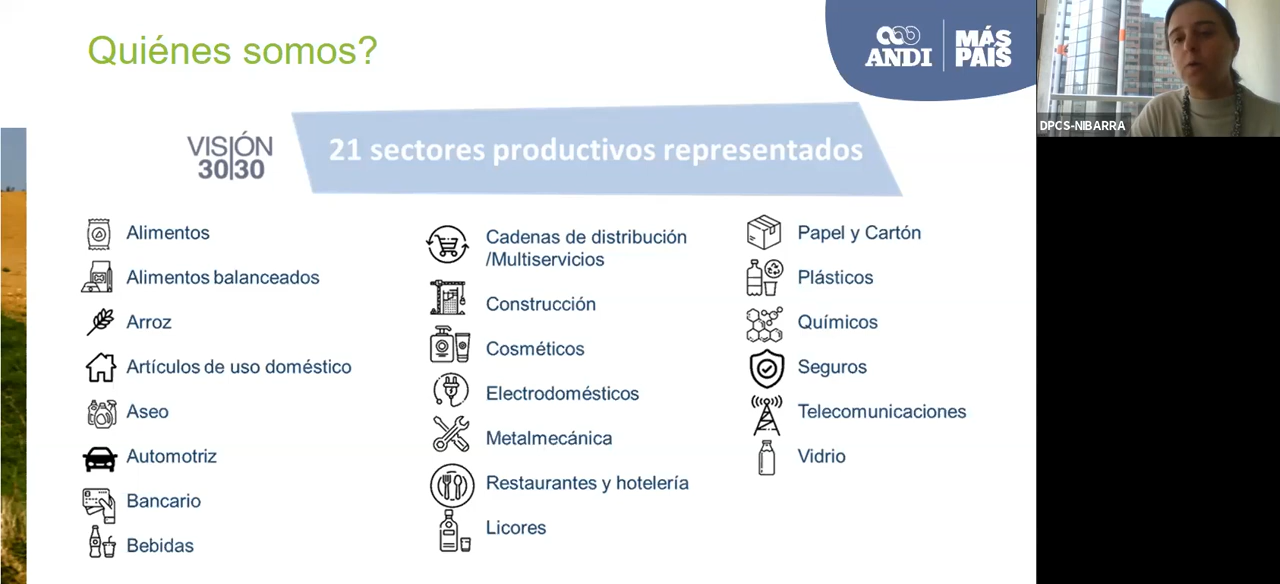 Quiénes somos?
ANDI
MÁS
PAÍS
DPCS-NIBARRA
VISIÓN
30|30
21 sectores productivos representados
Alimentos
Alimentos balanceados
Arroz
Artículos de uso doméstico
Aseo
Automotriz
Bancario
Bebidas
Cadenas de distribución
/Multiservicios
Construcción
Cosméticos
Electrodomésticos
Metalmecánica
Restaurantes y hotelería
Licores
Papel y Cartón
Plásticos
Químicos
Seguros
Telecomunicaciones
Vidrio